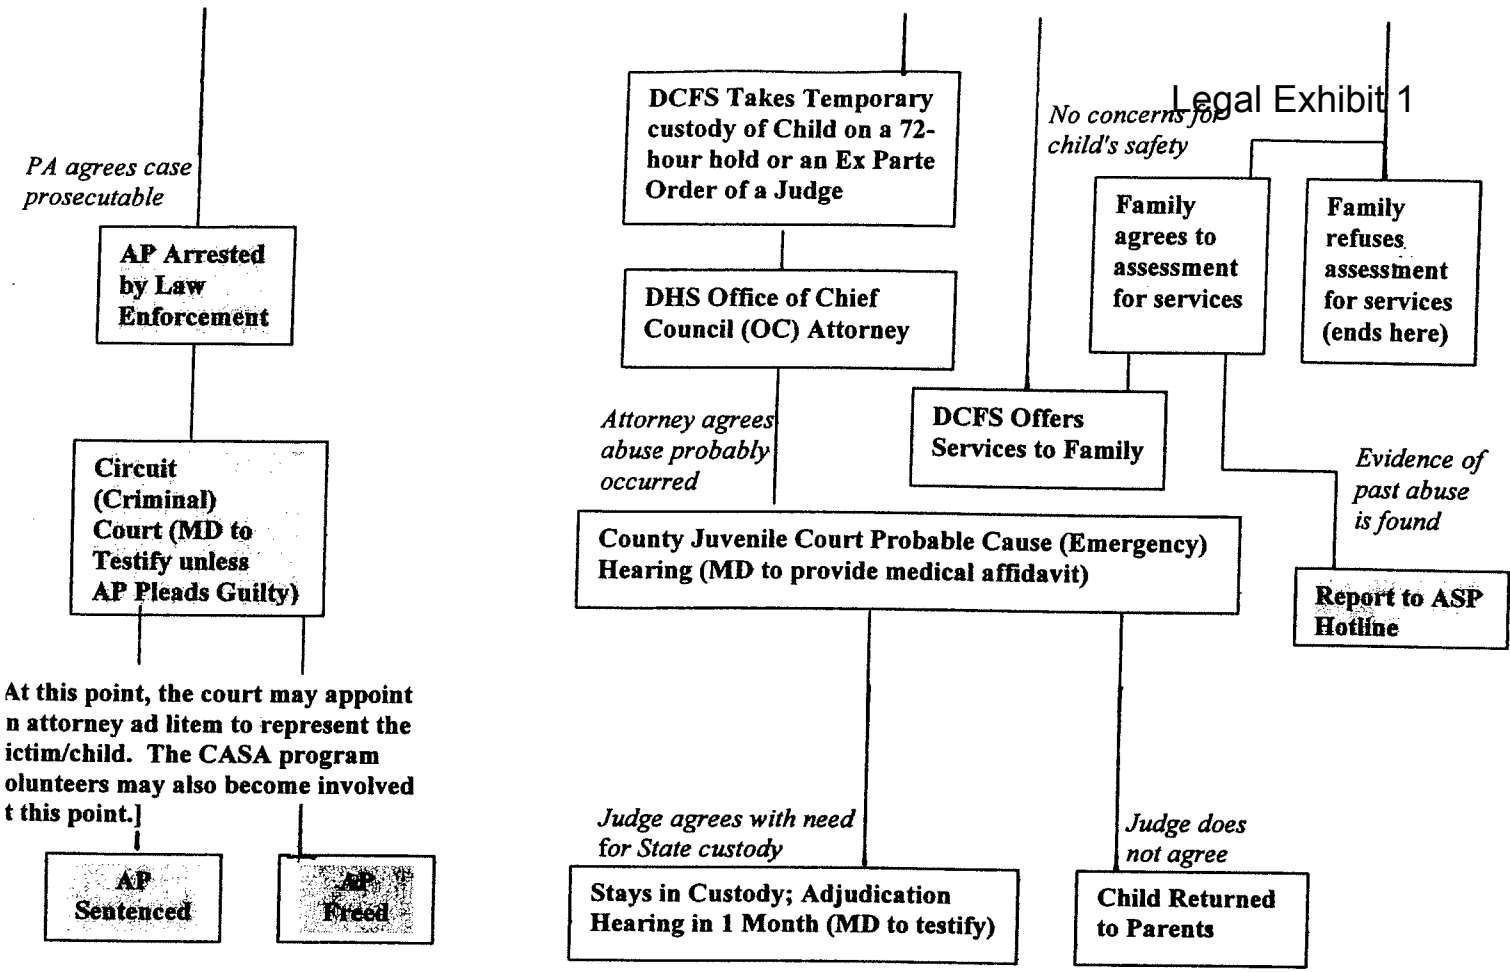 Legal Exhibit 1
PA agrees case
prosecutable
AP Arrested
by Law
Enforcement
Circuit
(Criminal)
Court (MD to
Testify unless
AP Pleads Guilty)
At this point, the court may appoint
n attorney ad litem to represent the
ictim/child. The CASA program
olunteers may also become involved
t this point.]
AP
Sentenced
AP
Freed
DCFS Takes Temporary
custody of Child on a 72-
hour hold or an Ex Parte
Order of a Judge
DHS Office of Chief
Council (OC) Attorney
Attorney agrees
abuse probably
occurred
No concerns for
child's safety
Family
agrees to
assessment
for services
Family
refuses
assessment
for services
(ends here)
DCFS Offers
Services to Family
Evidence of
past abuse
is found
Report to ASP
Hotline
County Juvenile Court Probable Cause (Emergency)
Hearing (MD to provide medical affidavit)
Judge agrees with need
for State custody
Judge does
not agree
Stays in Custody; Adjudication
Hearing in 1 Month (MD to testify)
Child Returned
to Parents